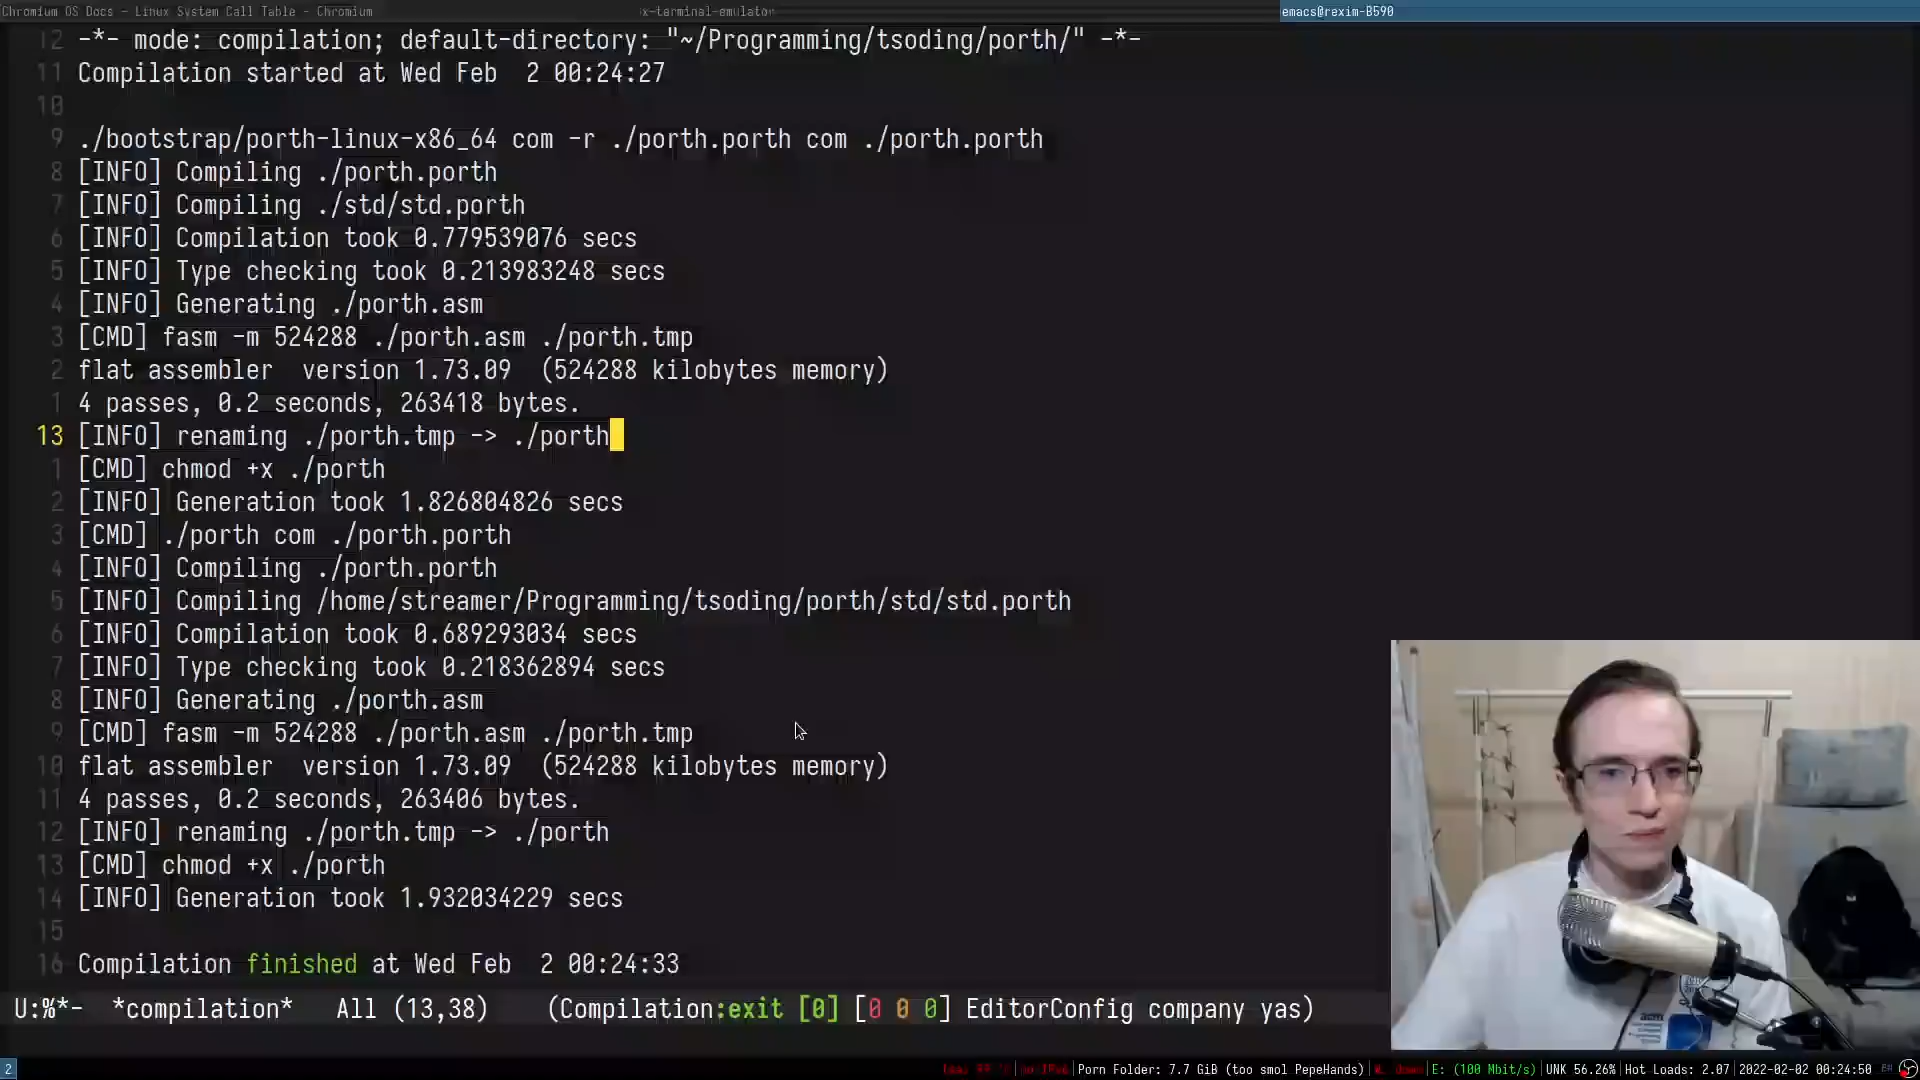 Chromium OS Docs - Linux System Call Table - Chromium
x-terminal-emulator
emacs@rexim-B590
12 -*- mode: compilation; default-directory: "~/Programming/tsoding/porth/" -*-
11 Compilation started at Wed Feb  2 00:24:27
10
9 ./bootstrap/porth-linux-x86_64 com -r ./porth.porth com ./porth.porth
8 [INFO] Compiling ./porth.porth
7 [INFO] Compiling ./std/std.porth
6 [INFO] Compilation took 0.779539076 secs
5 [INFO] Type checking took 0.213983248 secs
4 [INFO] Generating ./porth.asm
3 [CMD] fasm -m 524288 ./porth.asm ./porth.tmp
2 flat assembler  version 1.73.09  (524288 kilobytes memory)
1 4 passes, 0.2 seconds, 263418 bytes.
13 [INFO] renaming ./porth.tmp -> ./porth
1 [CMD] chmod +x ./porth
2 [INFO] Generation took 1.826804826 secs
3 [CMD] ./porth com ./porth.porth
4 [INFO] Compiling ./porth.porth
5 [INFO] Compiling /home/streamer/Programming/tsoding/porth/std/std.porth
6 [INFO] Compilation took 0.689293034 secs
7 [INFO] Type checking took 0.218362894 secs
8 [INFO] Generating ./porth.asm
9 [CMD] fasm -m 524288 ./porth.asm ./porth.tmp
10 flat assembler  version 1.73.09  (524288 kilobytes memory)
11 4 passes, 0.2 seconds, 263406 bytes.
12 [INFO] renaming ./porth.tmp -> ./porth
13 [CMD] chmod +x ./porth
14 [INFO] Generation took 1.932034229 secs
15
16 Compilation finished at Wed Feb  2 00:24:33
U:%*-  *compilation*   All (13,38)    (Compilation:exit [0] [0 0 0] EditorConfig company yas)
2
Porn Folder: 7.7 GiB (too smol PepeHands) | W: down | E: (100 Mbit/s) | UNK 56.26% | Hot Loads: 2.07 | 2022-02-02 00:24:50